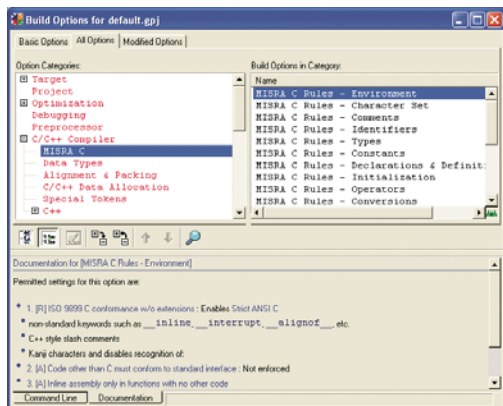 Build Options for default.gpj
Basic Options All Options Modified Options
Option Categories:
Target
Project
Optimization
Debugging
Preprocessor
C/C++ Compiler
MISRA C
Data Types
Alignment & Packing
C/C++ Data Allocation
Special Tokens
C++
Build Options in Category:
Name
MISRA C Rules - Environment
MISRA C Rules - Character Set
MISRA C Rules - Comments
MISRA C Rules - Identifiers
MISRA C Rules - Types
MISRA C Rules - Constants
MISRA C Rules - Declarations & Definiti
MISRA C Rules - Initialization
MISRA C Rules - Operators
MISRA C Rules - Conversions
Documentation for [MISRA C Rules - Environment]
Permitted settings for this option are:
1. [R] ISO 9899 C conformance w/o extensions : Enables Strict ANSI C
non-standard keywords such as __inline, __interrupt, __alignof__, etc.
C++ style slash comments
Kanji characters and disables recognition of:
2. [A] Code other than C must conform to standard interface : Not enforced
3. [A] Inline assembly only in functions with no other code
Command Line Documentation